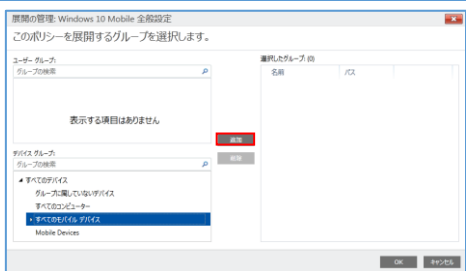 展開の管理: Windows 10 Mobile 全般設定
このポリシーを展開するグループを選択します。
ユーザー グループ:
グループの検索
表示する項目はありません
デバイス グループ:
グループの検索
すべてのデバイス
グループに属していないデバイス
すべてのコンピューター
すべてのモバイル デバイス
Mobile Devices
追加
削除
選択したグループ: (0)
名前
パス
OK
キャンセル